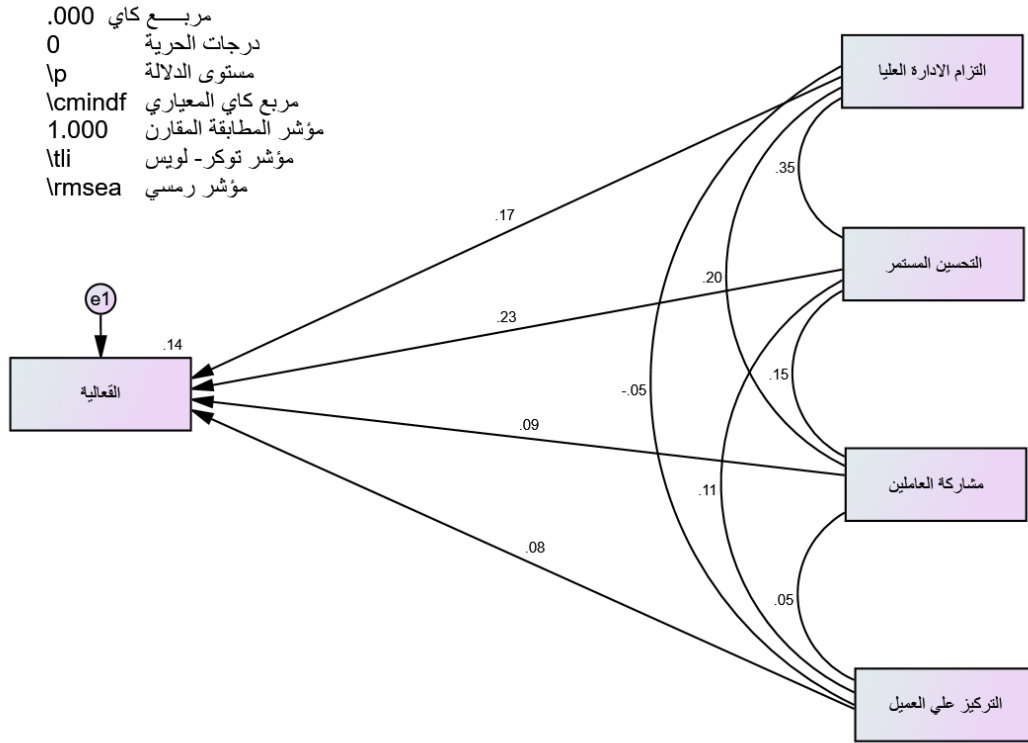 مربـــــع كاي .000
درجات الحرية 0
مستوى الدلالة \p
مربع كاي المعياري \cmindf
مؤشر المطابقة المقارن 1.000
مؤشر توكر- لويس \tli
مؤشر رمسي \rmsea
التزام الادارة العليا
.35
.17
التحسين المستمر
.20
e1
.23
.14
.15
الفعالية
-.05
.09
مشاركة العاملين
.11
.08
.05
التركيز علي العميل